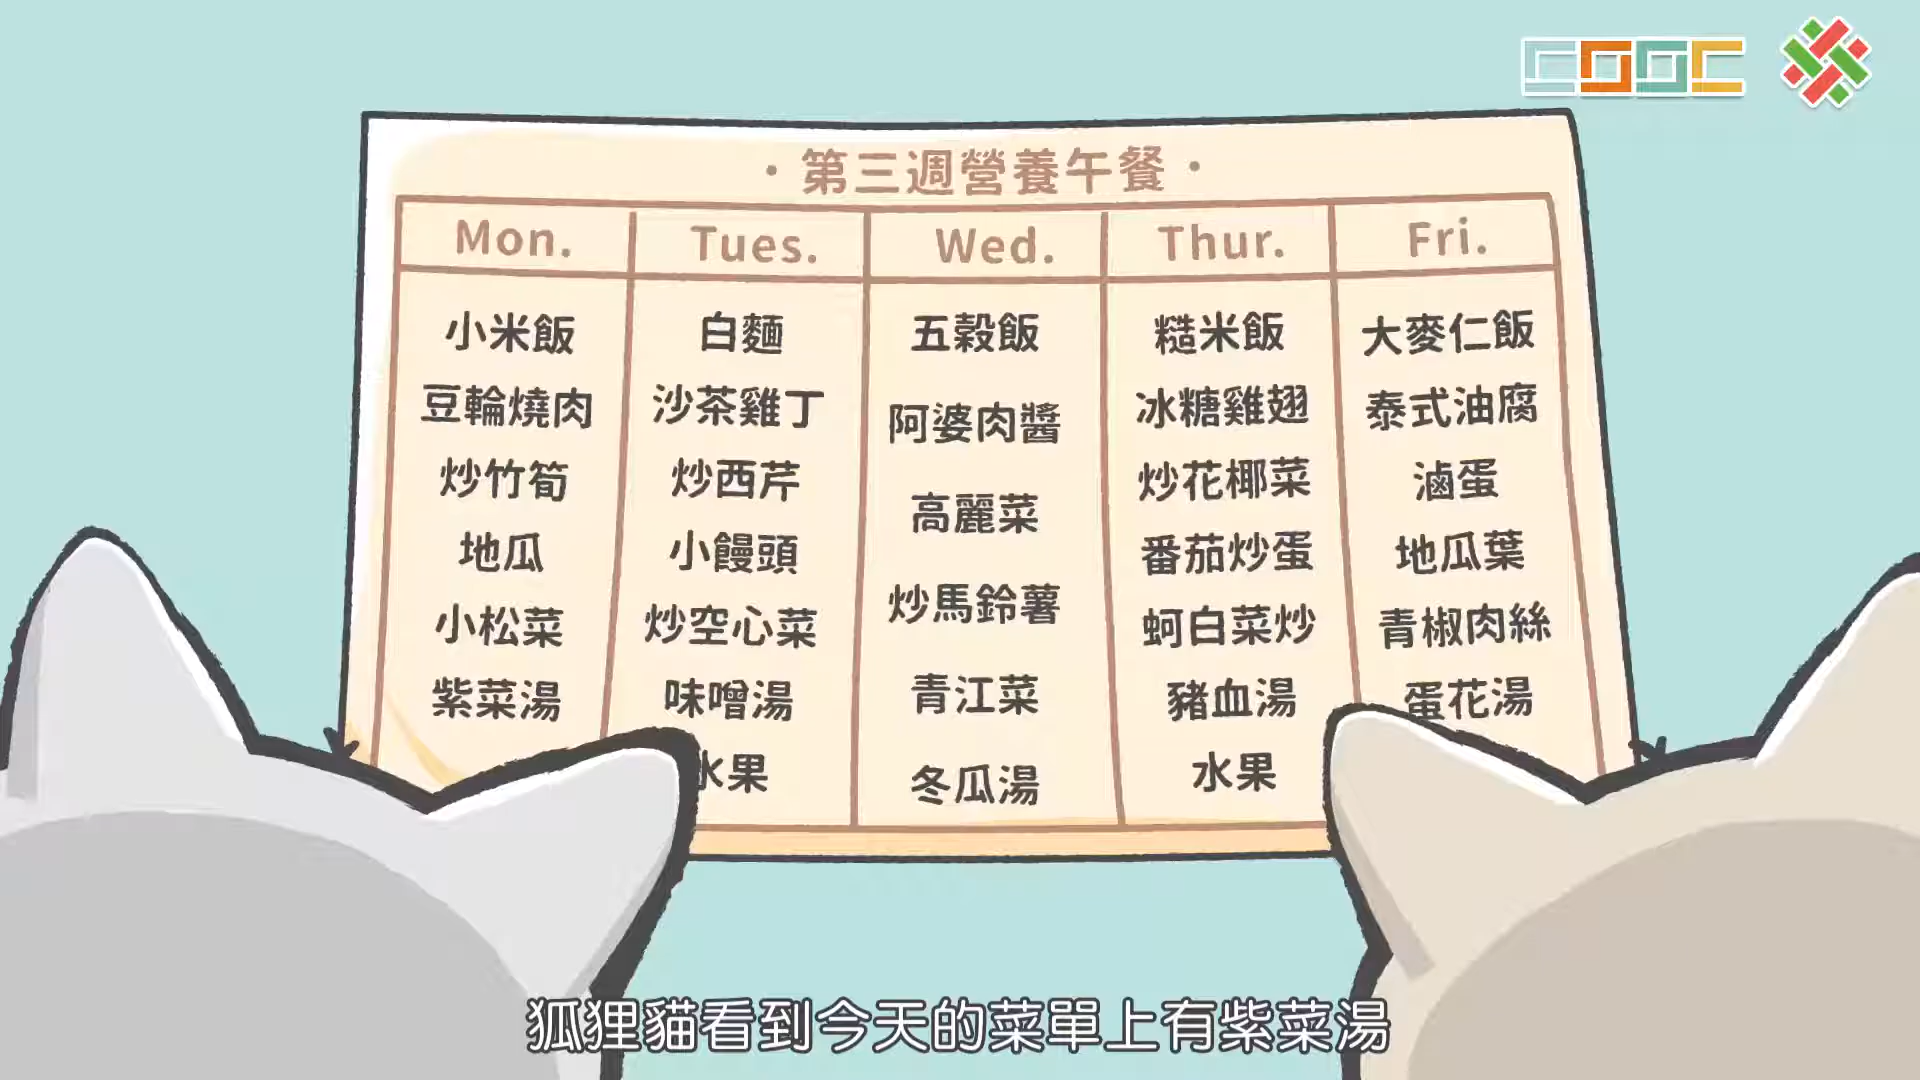 COOC
·第三週營養午餐·
Mon. Tues. Wed. Thur. Fri.
小米飯
豆輪燒肉
炒竹筍
地瓜
小松菜
紫菜湯
白麵
沙茶雞丁
炒西芹
小饅頭
炒空心菜
味噌湯
水果
五穀飯
阿婆肉醬
高麗菜
炒馬鈴薯
青江菜
冬瓜湯
糙米飯
冰糖雞翅
炒花椰菜
番茄炒蛋
蚵白菜炒
豬血湯
水果
大麥仁飯
泰式油腐
滷蛋
地瓜葉
青椒肉絲
蛋花湯
狐狸貓看到今天的菜單上有紫菜湯